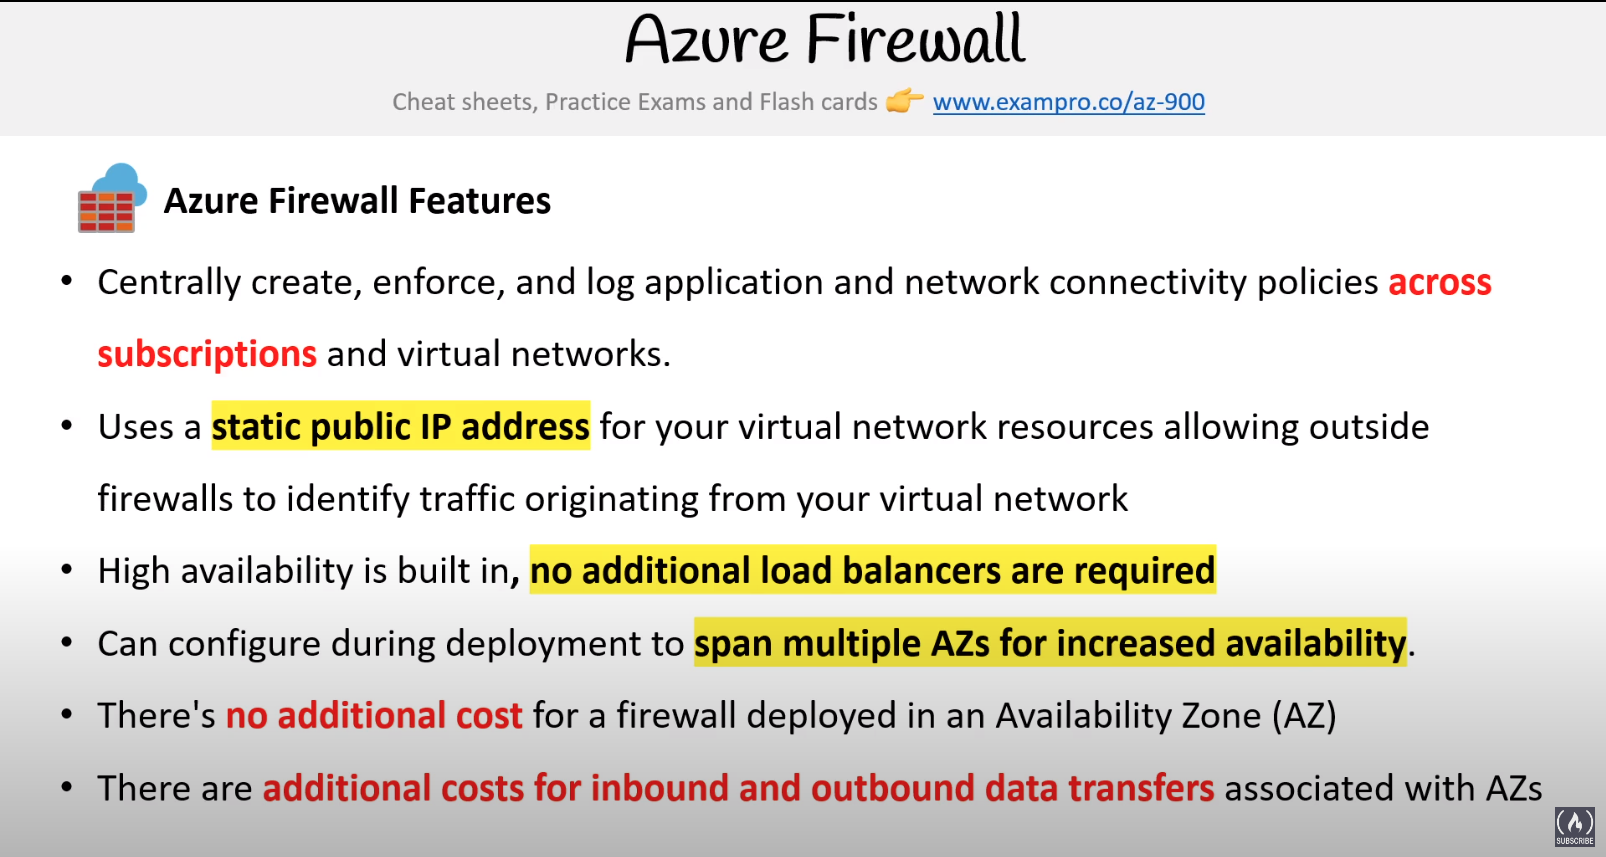 Azure Firewall
Cheat sheets, Practice Exams and Flash cards 👉 www.exampro.co/az-900
Azure Firewall Features
• Centrally create, enforce, and log application and network connectivity policies across
subscriptions and virtual networks.
• Uses a static public IP address for your virtual network resources allowing outside
firewalls to identify traffic originating from your virtual network
• High availability is built in, no additional load balancers are required
• Can configure during deployment to span multiple AZs for increased availability.
• There's no additional cost for a firewall deployed in an Availability Zone (AZ)
• There are additional costs for inbound and outbound data transfers associated with AZs
SUBSCRIBE